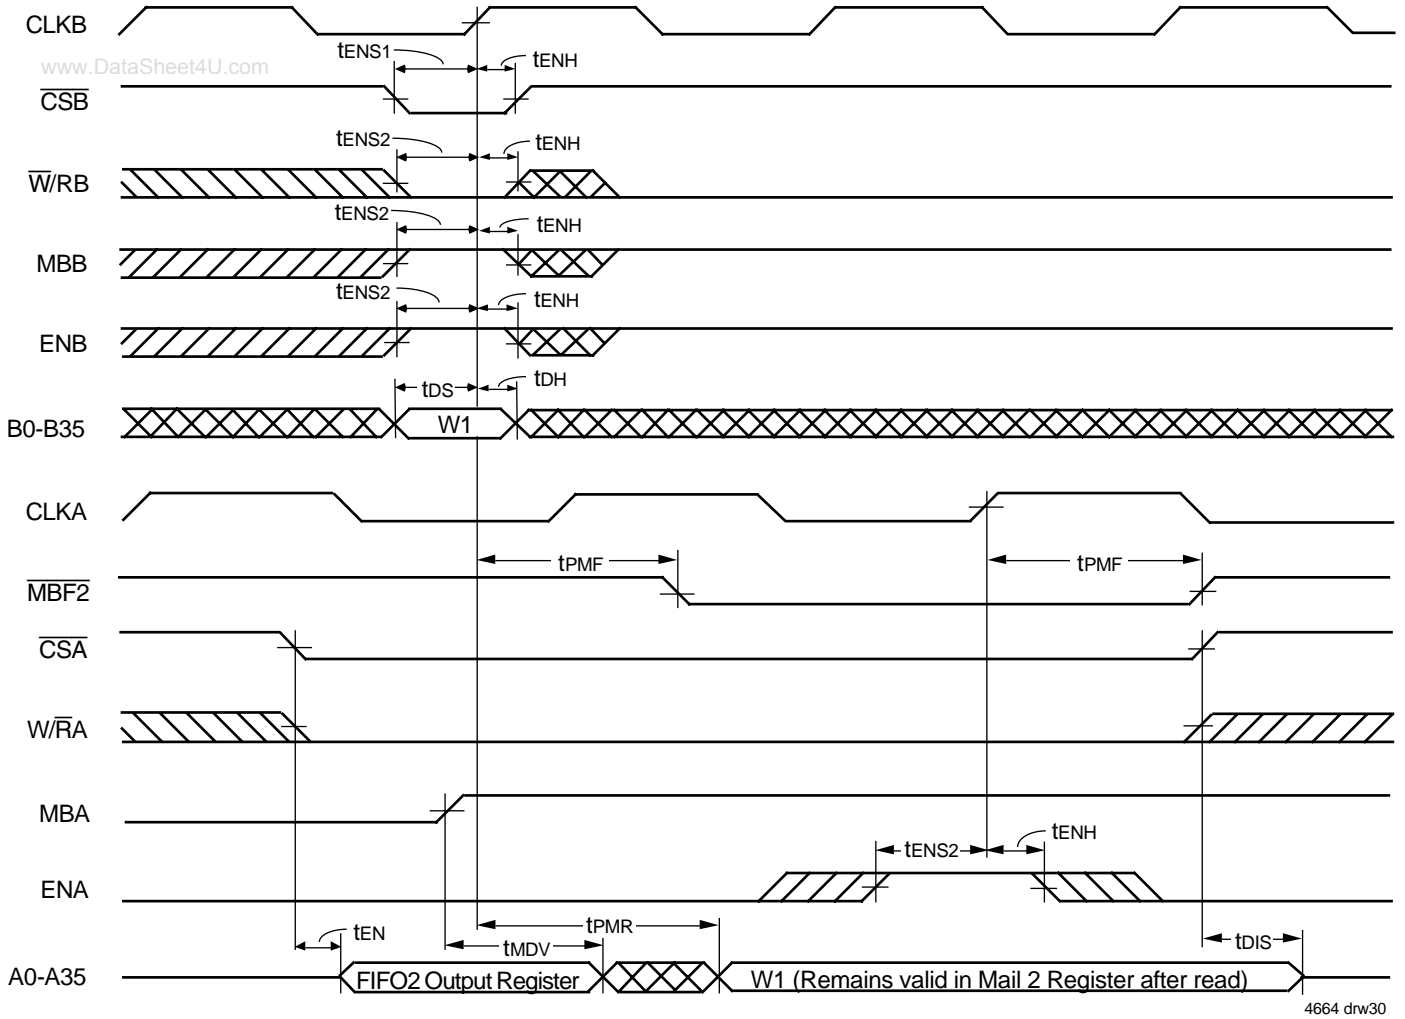 CLKB
tENS1
tENH
www.DataSheet4U.com
CSB
tENS2
tENH
W/RB
tENS2
tENH
MBB
tENS2
tENH
ENB
tDS
tDH
B0-B35
W1
CLKA
tPMF
tPMF
MBF2
CSA
W/RA
MBA
tENS2
tENH
ENA
tEN
tPMR
tMDV
tDIS
A0-A35
FIFO2 Output Register
W1 (Remains valid in Mail 2 Register after read)
4664 drw30